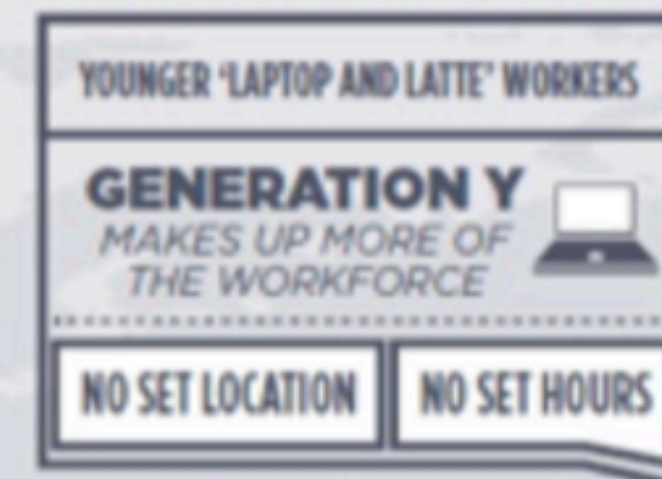 YOUNGER ‘LAPTOP AND LATTE’ WORKERS
GENERATION Y
MAKES UP MORE OF
THE WORKFORCE
NO SET LOCATION
NO SET HOURS